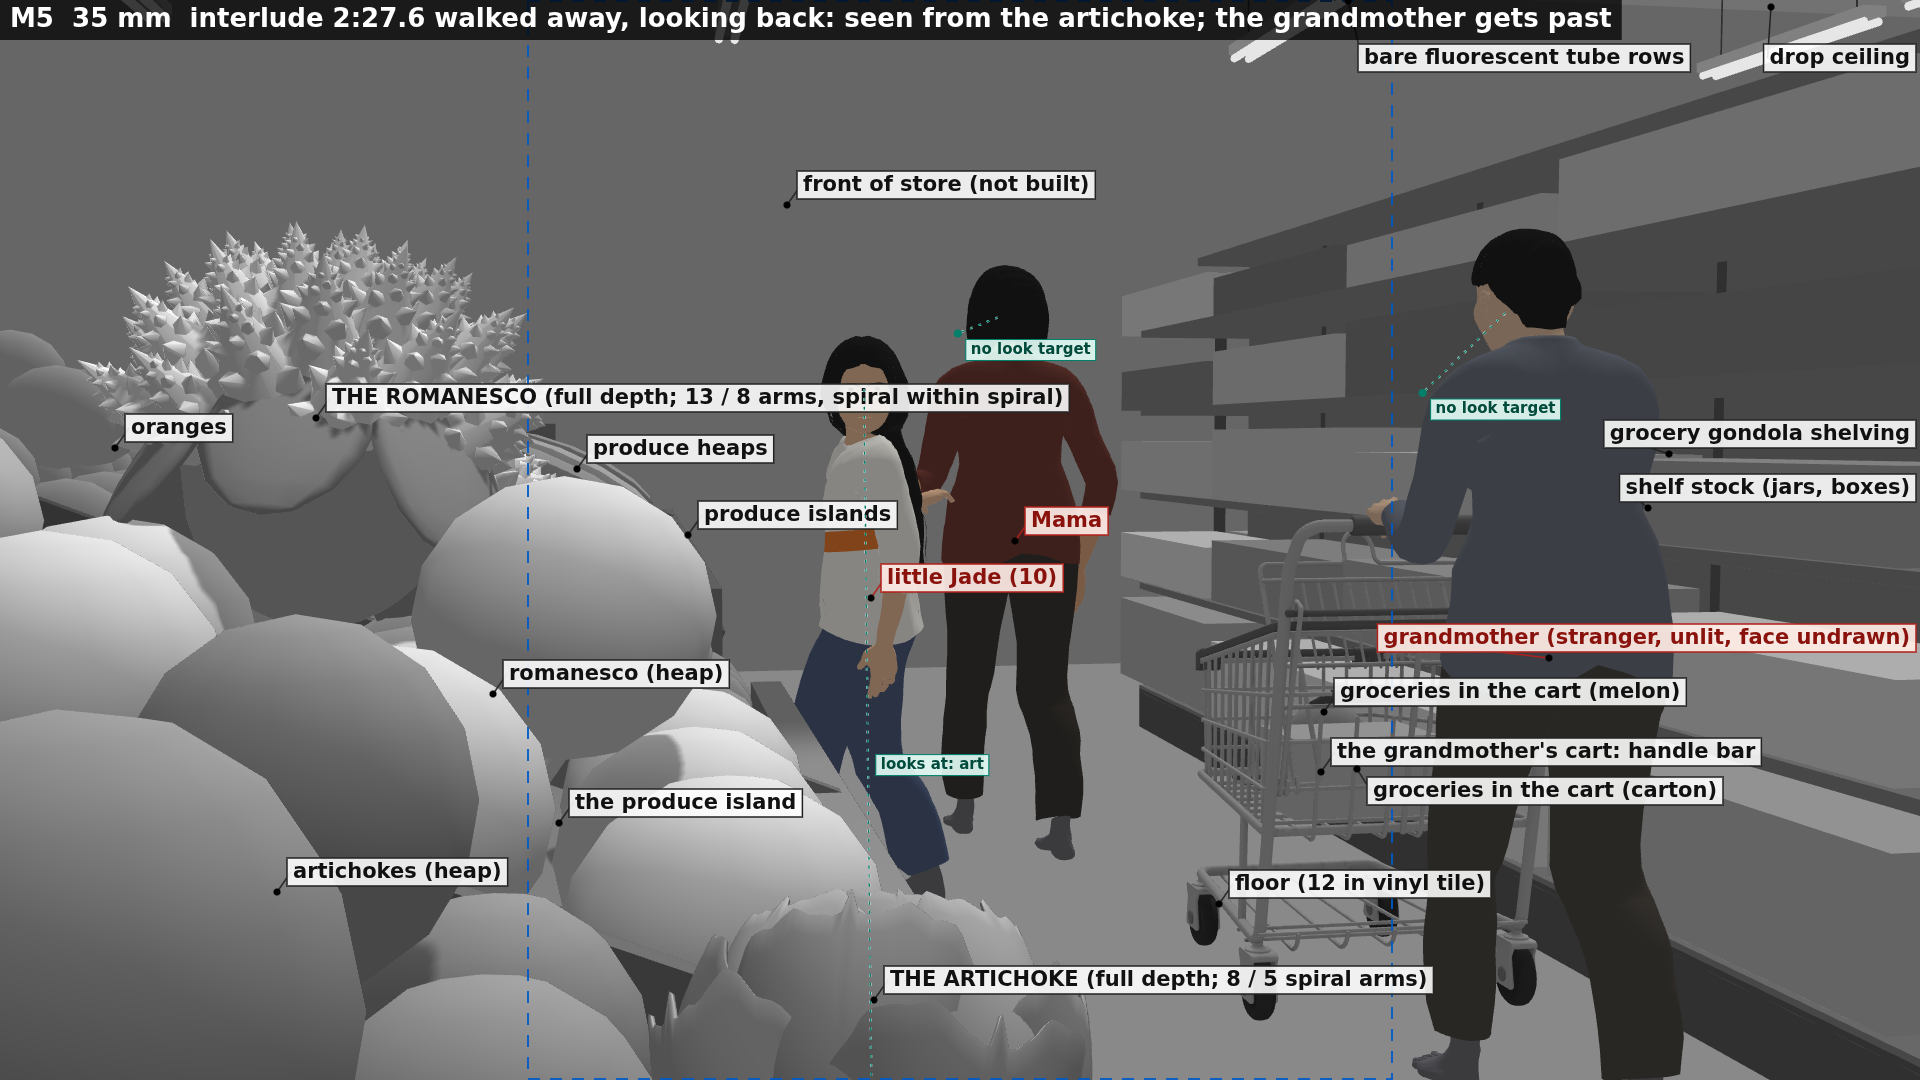 M5 35 mm interlude 2:27.6 walked away, looking back: seen from the artichoke; the grandmother gets past
bare fluorescent tube rows
drop ceiling
front of store (not built)
no look target
THE ROMANESCO (full depth; 13 / 8 arms, spiral within spiral)
no look target
oranges
grocery gondola shelving
produce heaps
shelf stock (jars, boxes)
produce islands
Mama
little Jade (10)
grandmother (stranger, unlit, face undrawn)
romanesco (heap)
groceries in the cart (melon)
the grandmother's cart: handle bar
looks at: art
groceries in the cart (carton)
the produce island
artichokes (heap)
floor (12 in vinyl tile)
THE ARTICHOKE (full depth; 8 / 5 spiral arms)